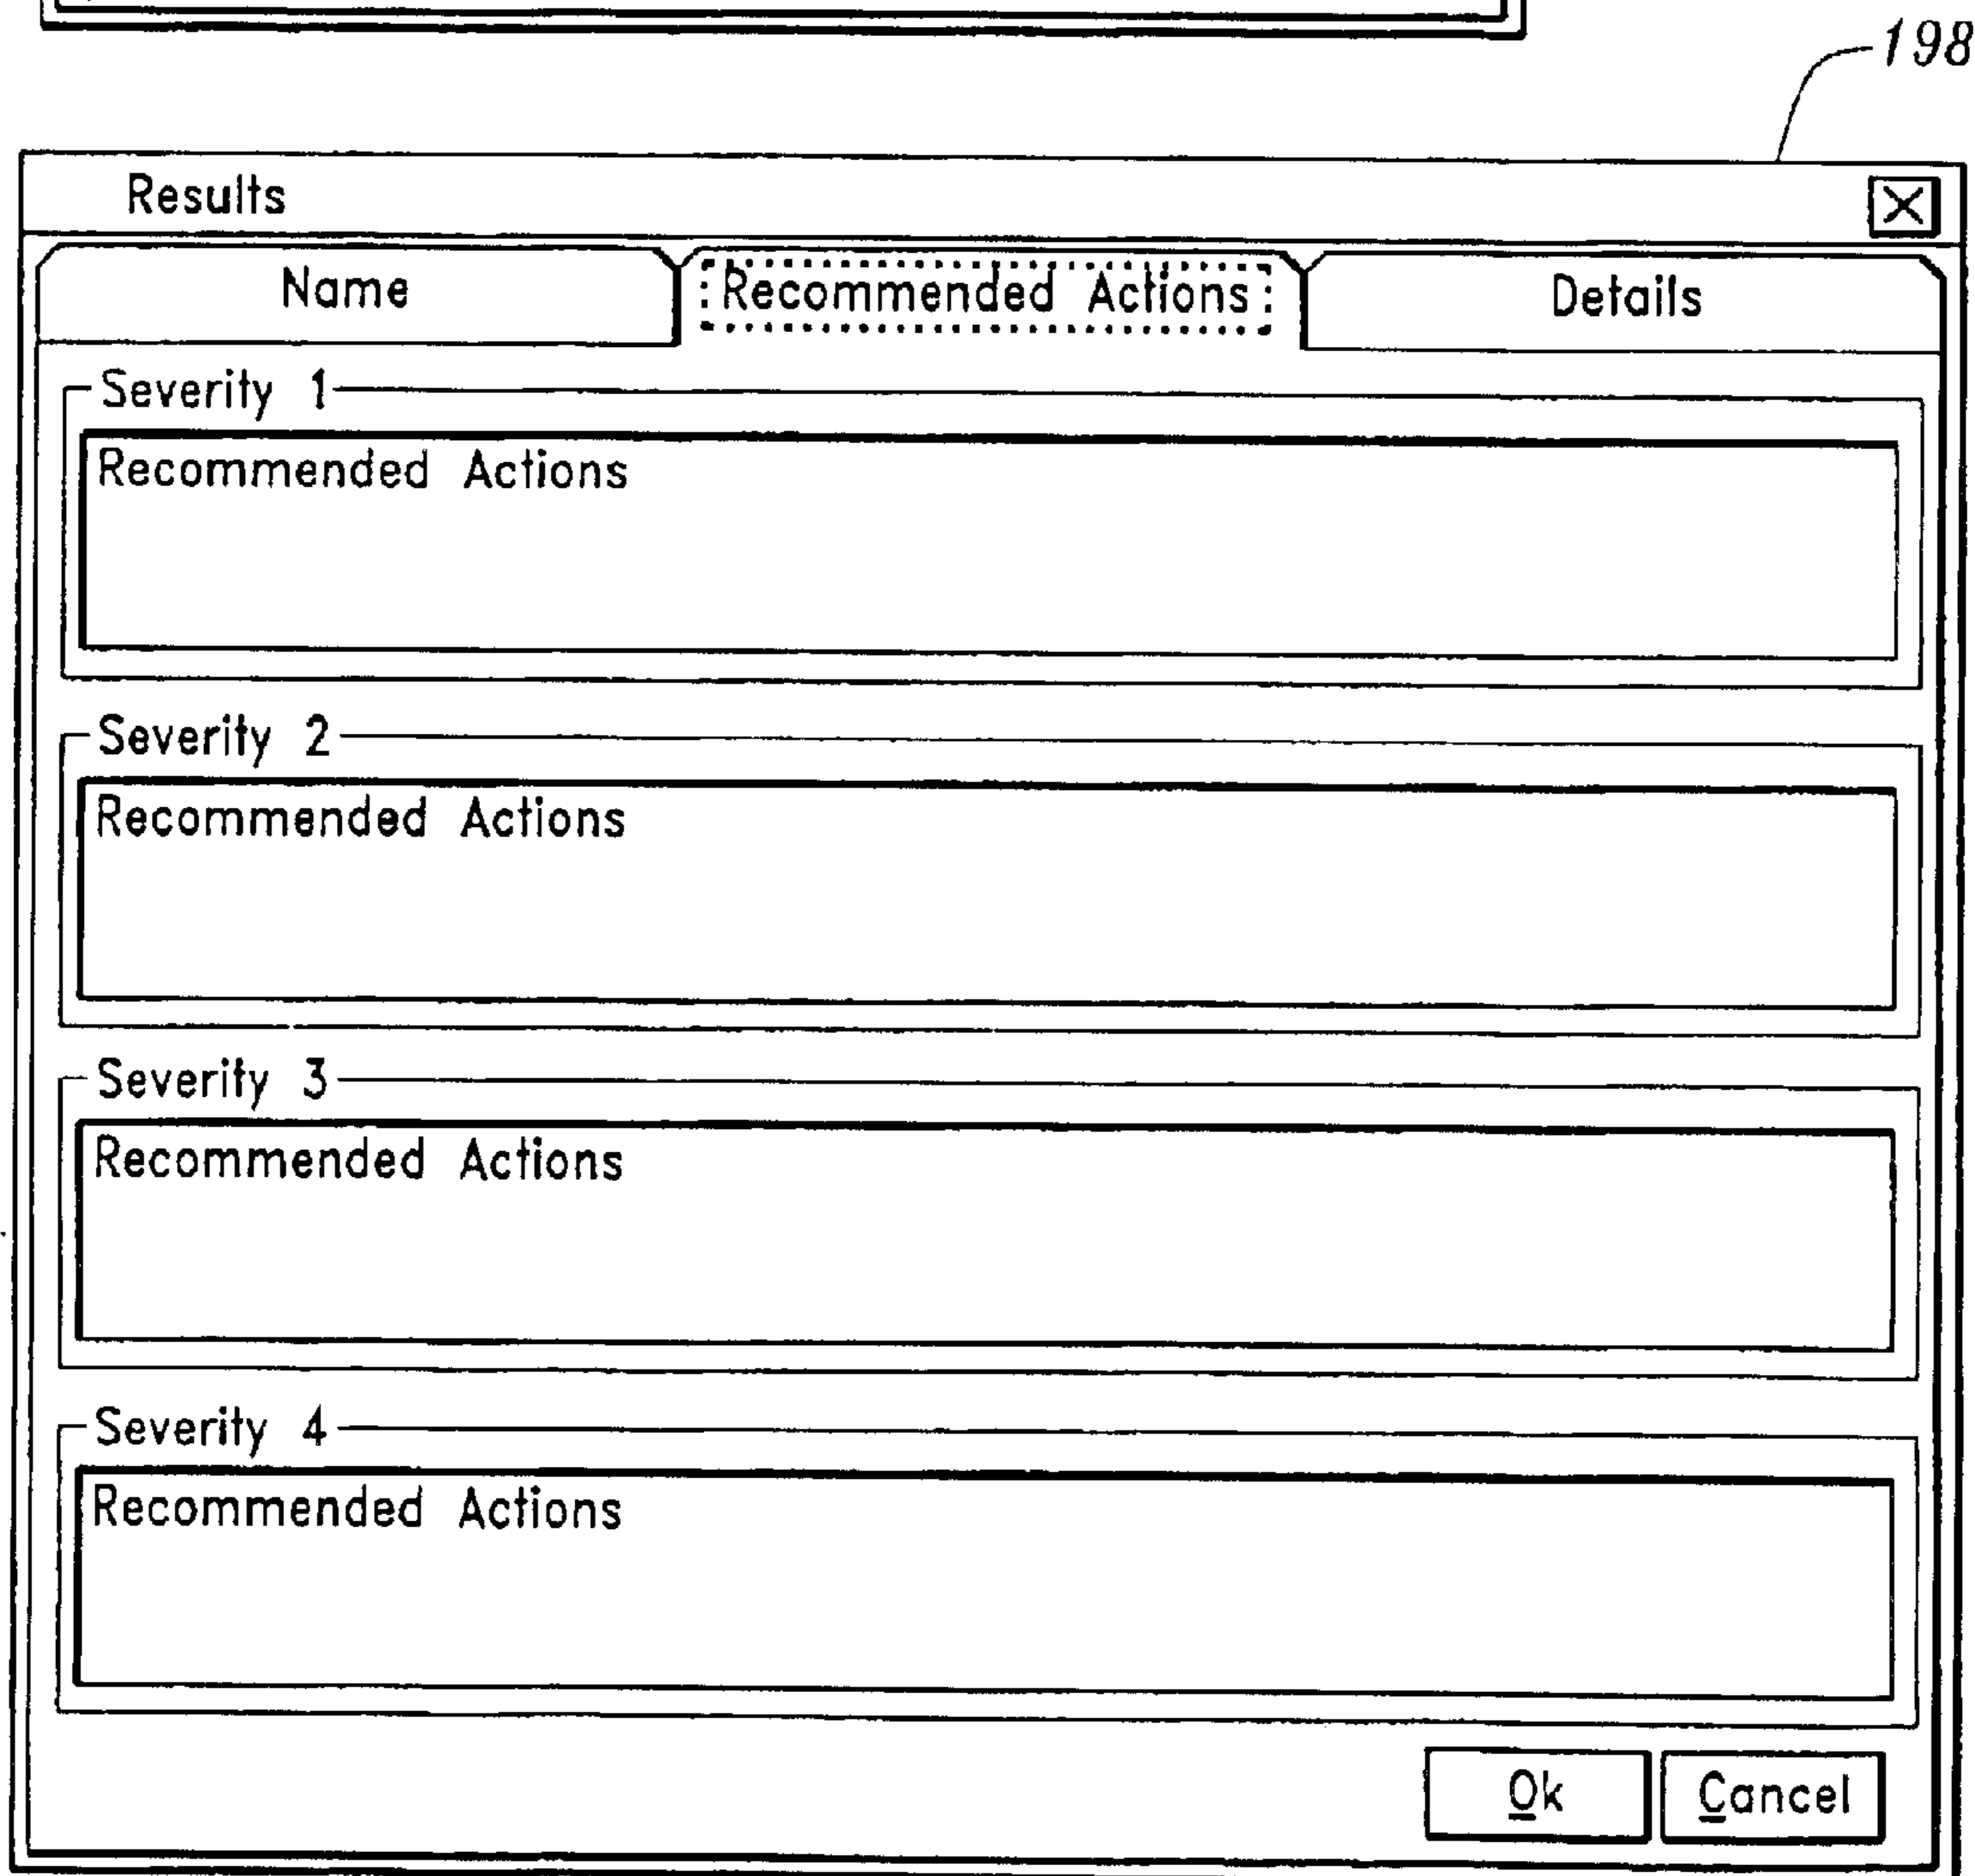 198
Results
Name Recommended Actions Details
Severity 1
Recommended Actions
Severity 2
Recommended Actions
Severity 3
Recommended Actions
Severity 4
Recommended Actions
Ok Cancel